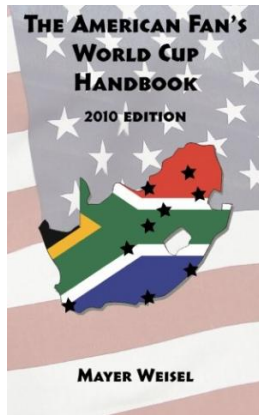 The American Fan's
World Cup
Handbook
2010 edition
Mayer Weisel